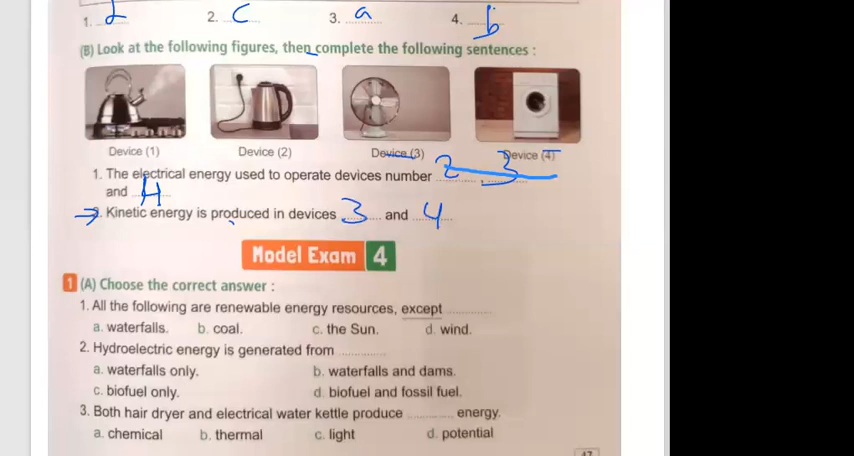 1. ........ 2. ...c... 3. ...a... 4. ...b...
(B) Look at the following figures, then complete the following sentences :
Device (1) Device (2) Device (3) Device (4)
1. The electrical energy used to operate devices number 2 , 3
and 4
2. Kinetic energy is produced in devices 3 and 4
Model Exam 4
1 (A) Choose the correct answer :
1. All the following are renewable energy resources, except ............
a. waterfalls. b. coal. c. the Sun. d. wind.
2. Hydroelectric energy is generated from ............
a. waterfalls only. b. waterfalls and dams.
c. biofuel only. d. biofuel and fossil fuel.
3. Both hair dryer and electrical water kettle produce ............ energy.
a. chemical b. thermal c. light d. potential
47